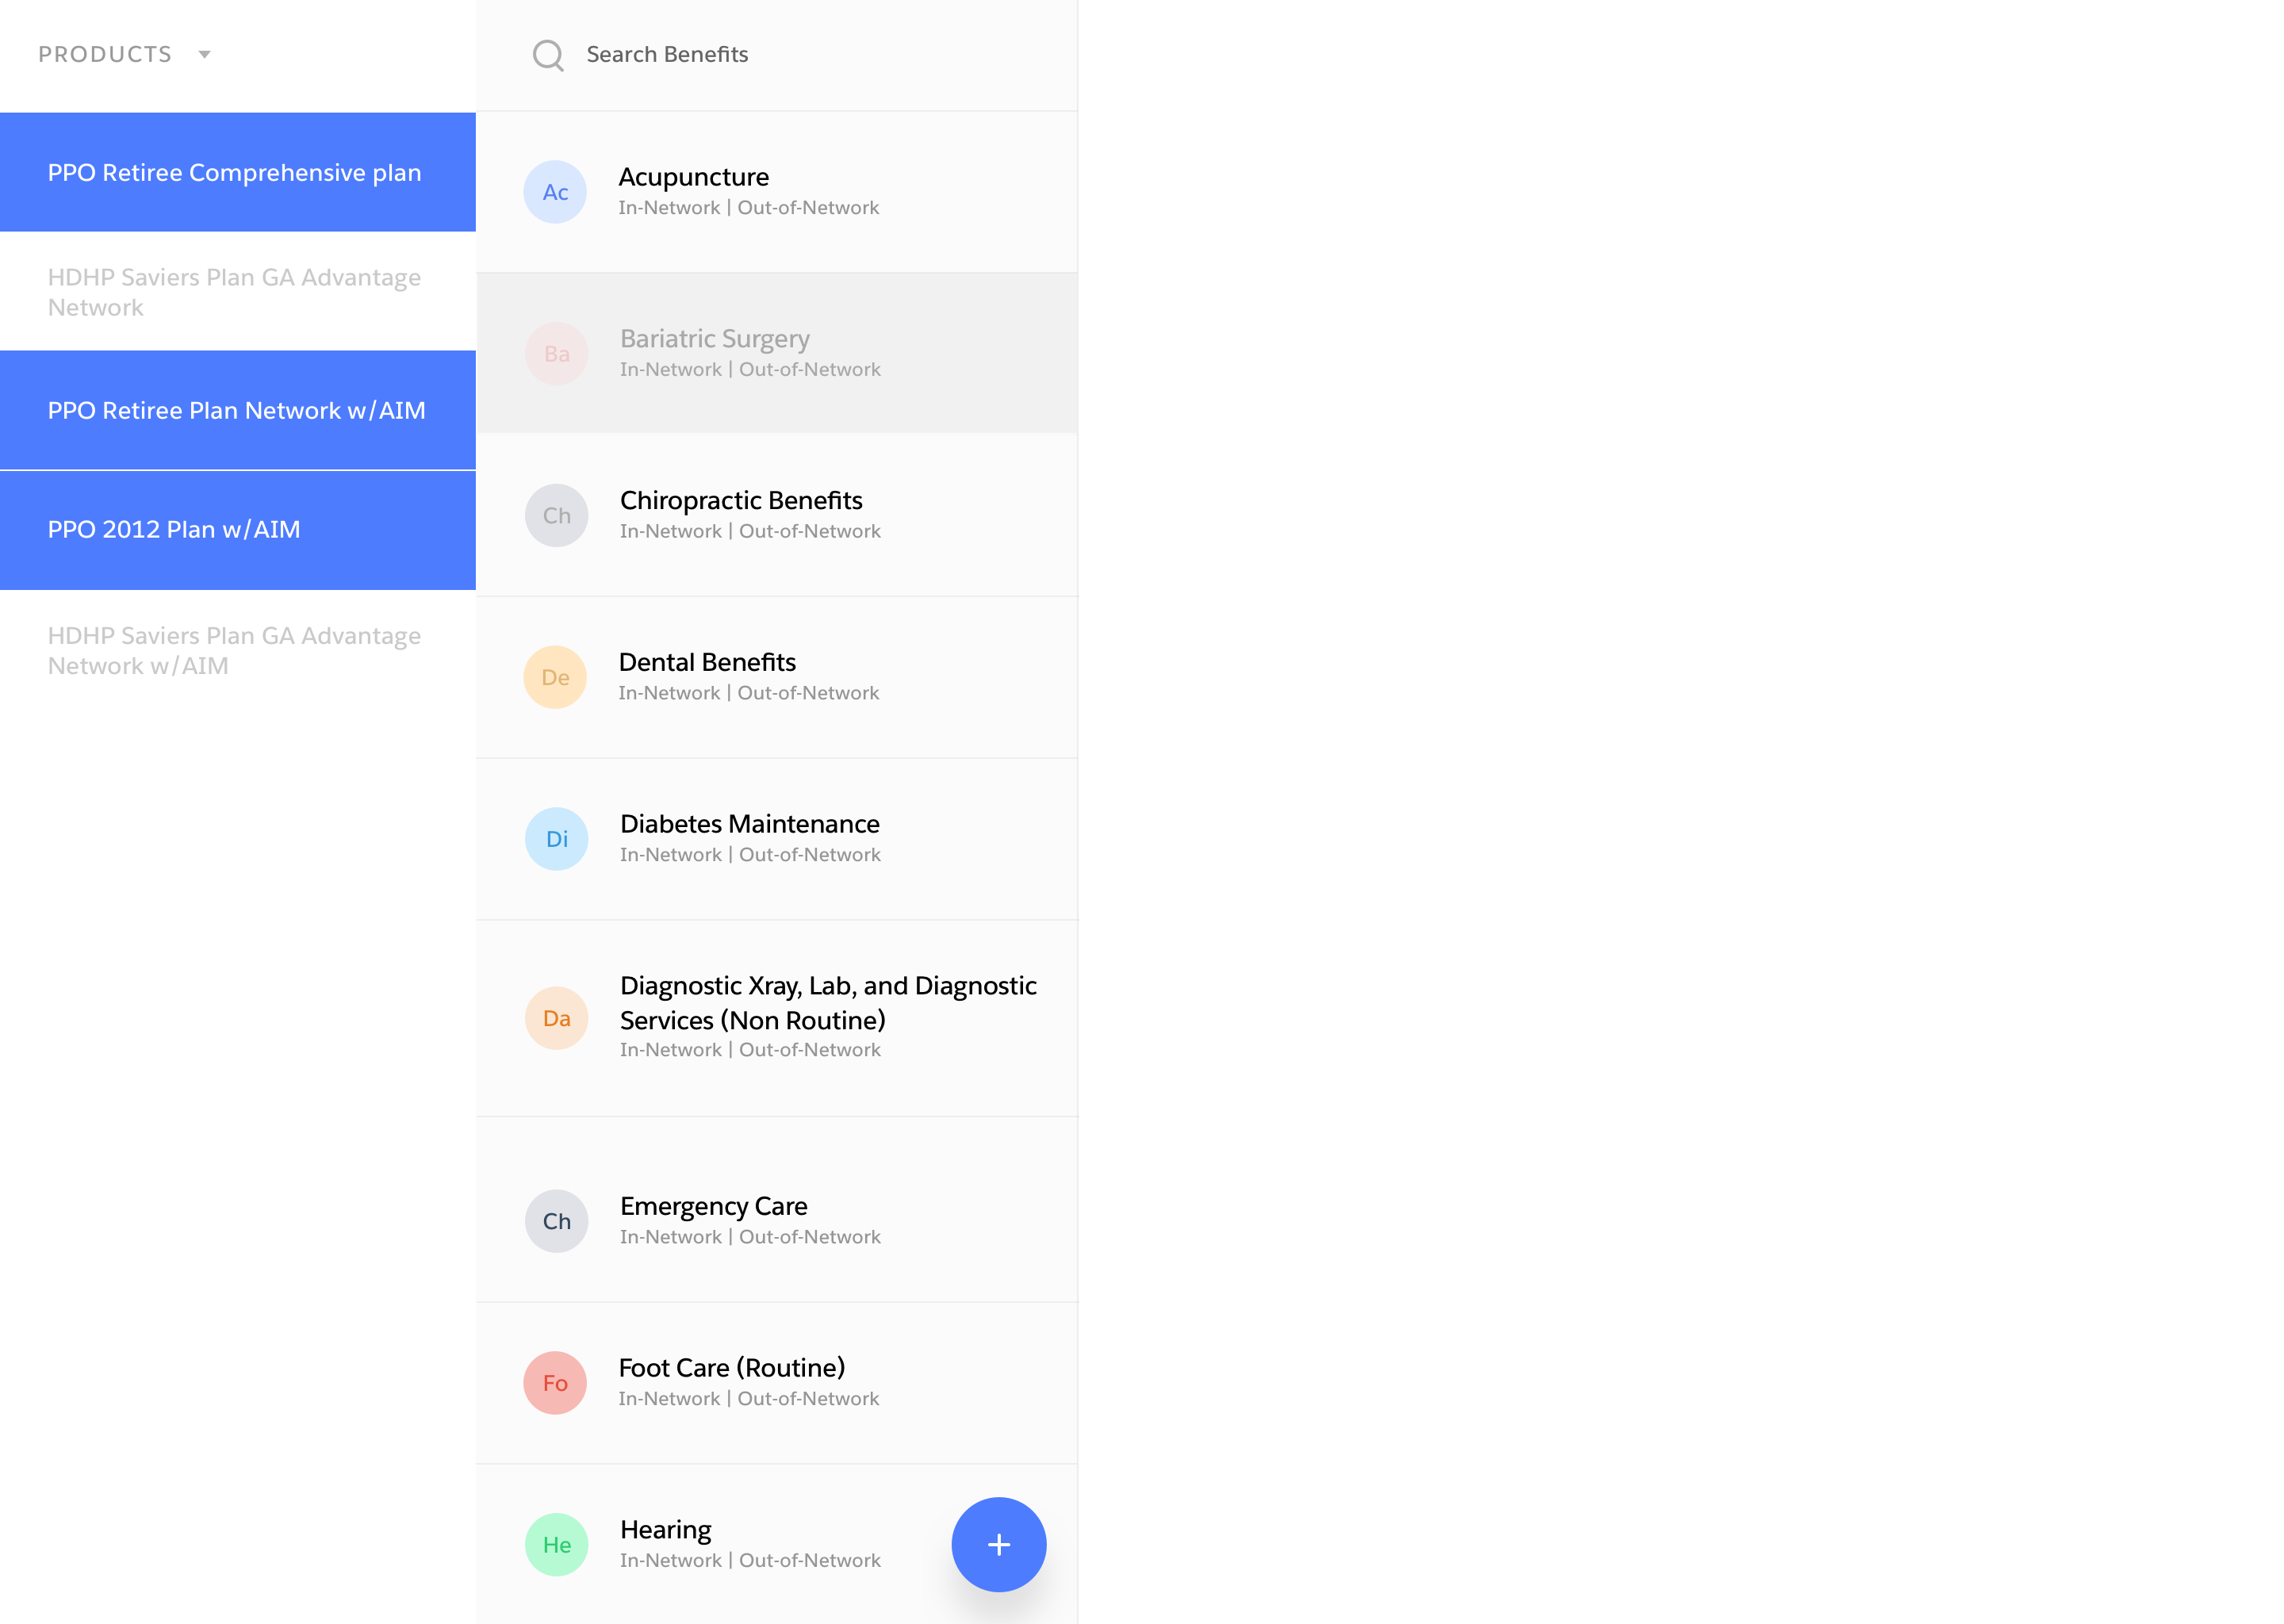 PRODUCTS
PPO Retiree Comprehensive plan
HDHP Saviers Plan GA Advantage
Network
PPO Retiree Plan Network w/AIM
PPO 2012 Plan w/AIM
HDHP Saviers Plan GA Advantage
Network w/AIM
Search Benefits
Ac
Acupuncture
In-Network | Out-of-Network
Ba
Bariatric Surgery
In-Network | Out-of-Network
Ch
Chiropractic Benefits
In-Network | Out-of-Network
De
Dental Benefits
In-Network | Out-of-Network
Di
Diabetes Maintenance
In-Network | Out-of-Network
Da
Diagnostic Xray, Lab, and Diagnostic
Services (Non Routine)
In-Network | Out-of-Network
Ch
Emergency Care
In-Network | Out-of-Network
Fo
Foot Care (Routine)
In-Network | Out-of-Network
He
Hearing
In-Network | Out-of-Network
+